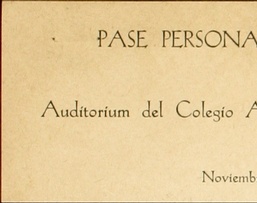 PASE PERSONA
Auditorium del Colegio A
Noviemb